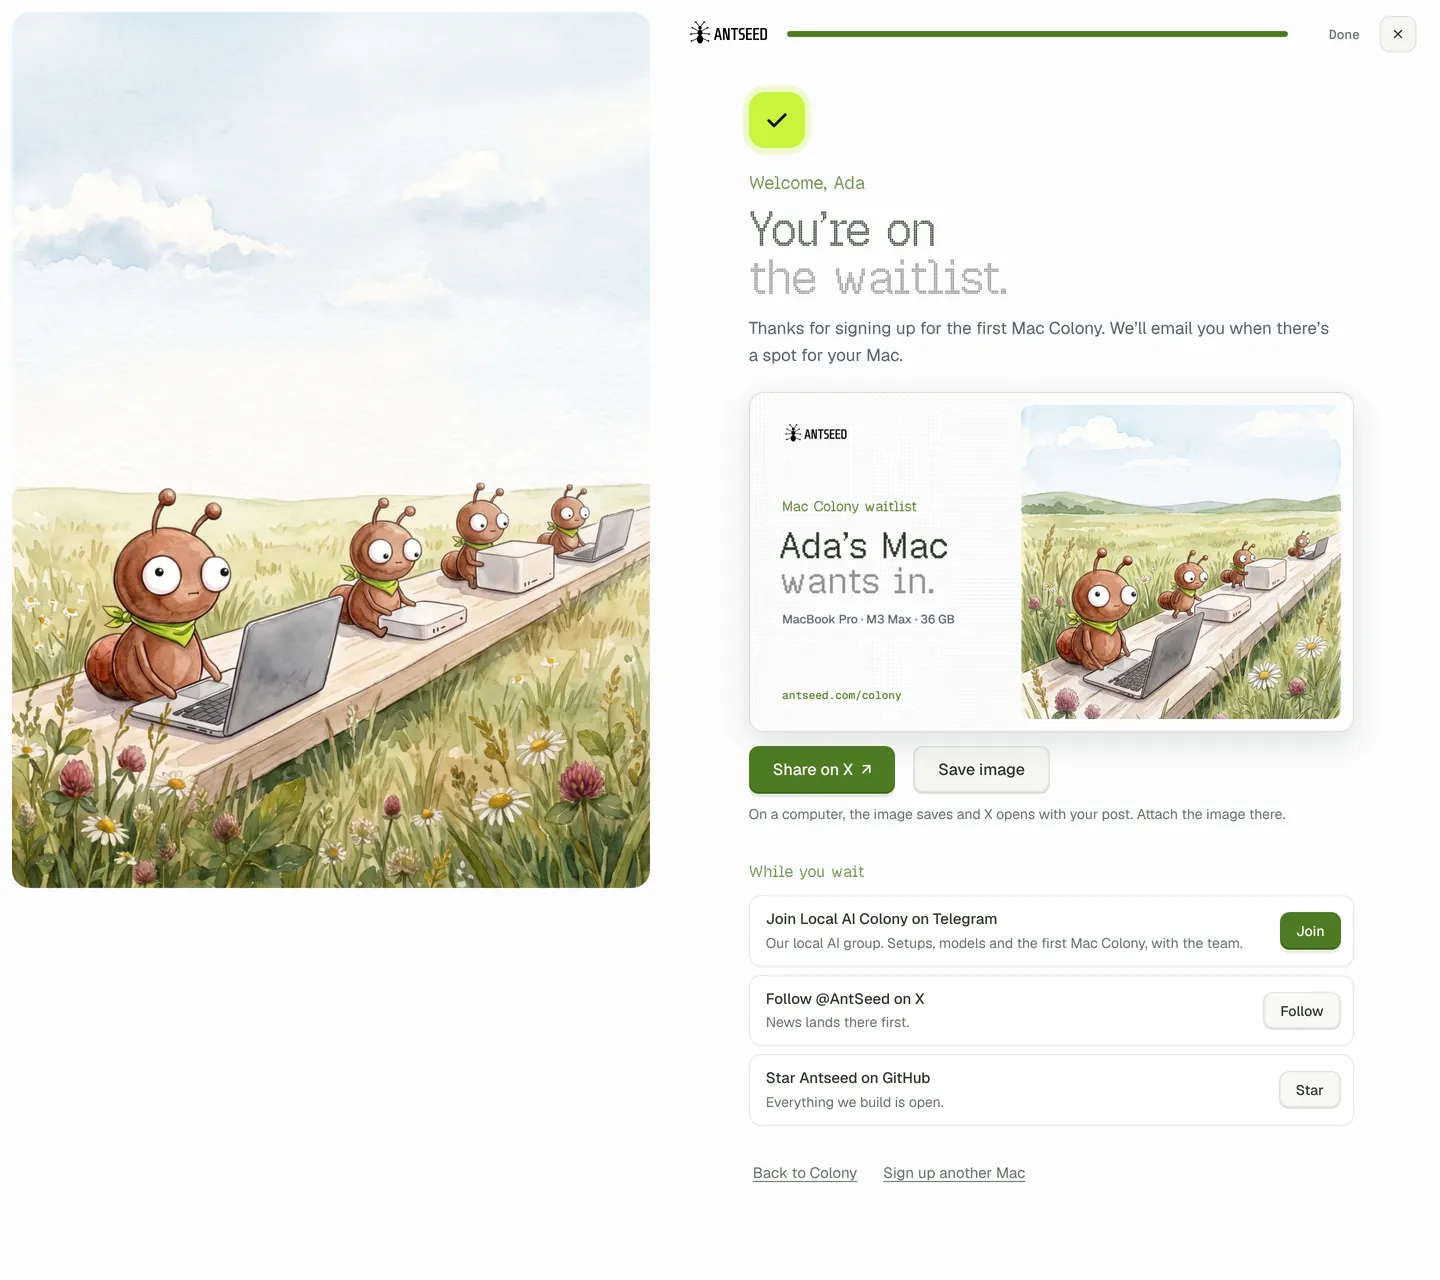 ANTSEED
Done
Welcome, Ada
You’re on
the waitlist.
Thanks for signing up for the first Mac Colony. We’ll email you when there’s
a spot for your Mac.
ANTSEED
Mac Colony waitlist
Ada’s Mac
wants in.
MacBook Pro · M3 Max · 36 GB
antseed.com/colony
Share on X ↗
Save image
On a computer, the image saves and X opens with your post. Attach the image there.
While you wait
Join Local AI Colony on Telegram
Our local AI group. Setups, models and the first Mac Colony, with the team.
Join
Follow @AntSeed on X
News lands there first.
Follow
Star Antseed on GitHub
Everything we build is open.
Star
Back to Colony
Sign up another Mac